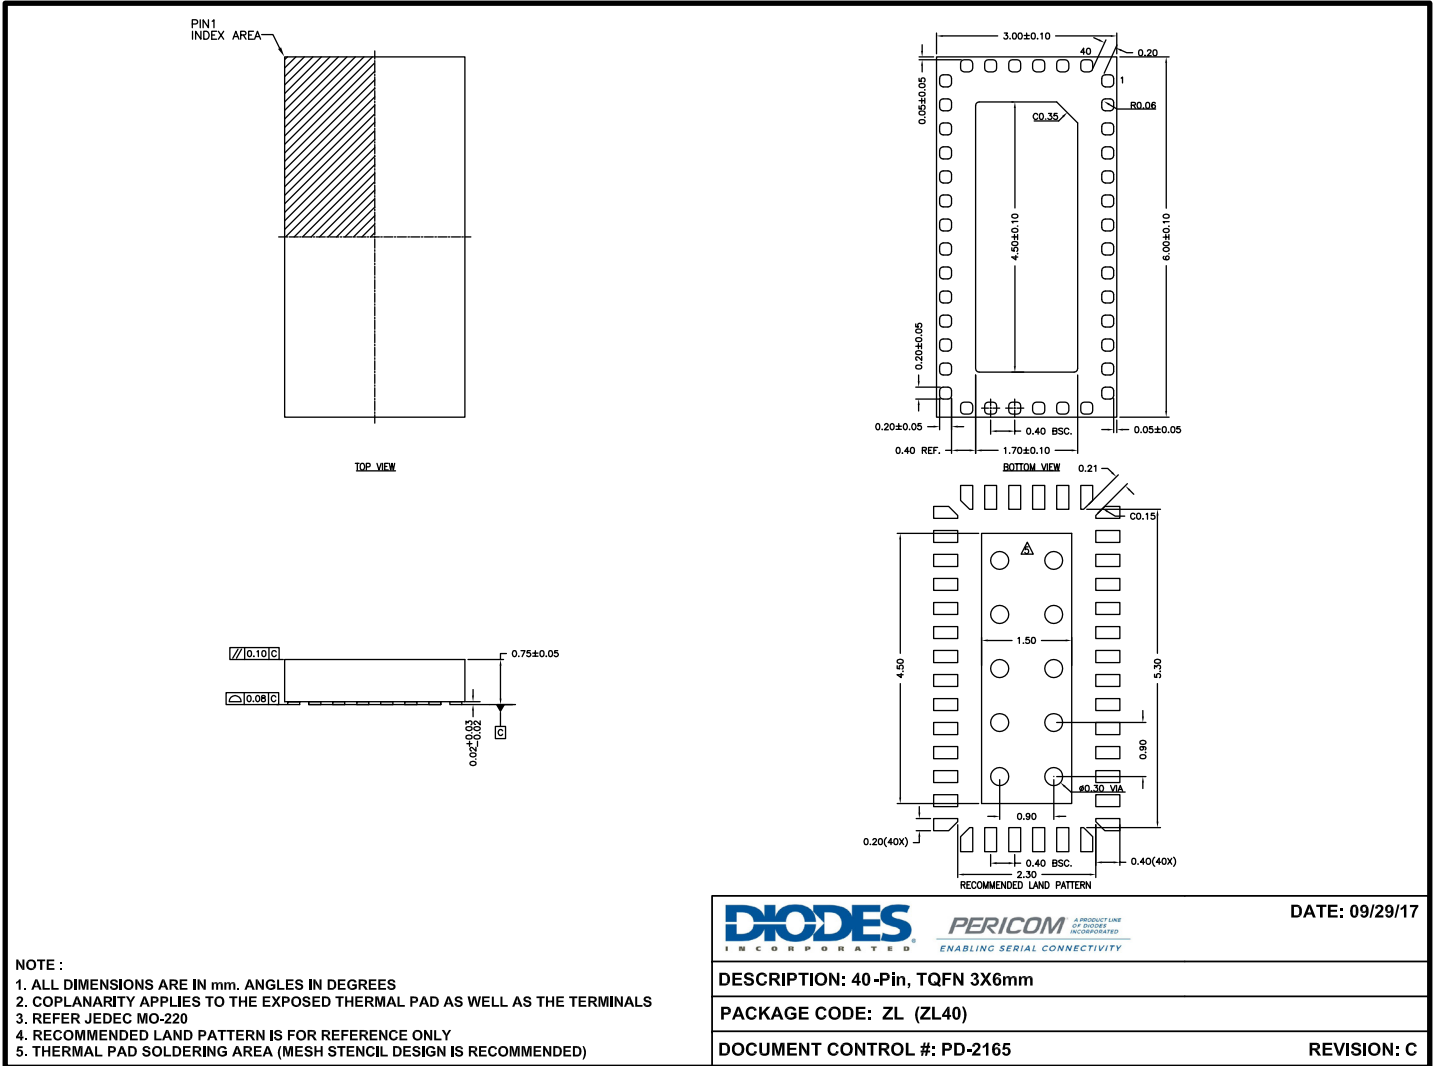 PIN1
INDEX AREA
TOP VIEW
3.00±0.10
40
0.20
1
0.05±0.05
R0.06
C0.35
4.50±0.10
6.00±0.10
0.20±0.05
0.20±0.05
0.40 BSC.
0.05±0.05
0.40 REF.
1.70±0.10
BOTTOM VIEW
0.21
C0.15
5
1.50
4.50
5.30
0.90
ø0.30 VIA
0.90
0.20(40X)
0.40 BSC.
0.40(40X)
2.30
RECOMMENDED LAND PATTERN
// 0.10 C
0.08 C
0.75±0.05
0.02+0.03
-0.02
C
DIODES
INCORPORATED
PERICOM
A PRODUCT LINE
OF DIODES
INCORPORATED
ENABLING SERIAL CONNECTIVITY
DATE: 09/29/17
DESCRIPTION: 40-Pin, TQFN 3X6mm
PACKAGE CODE: ZL (ZL40)
DOCUMENT CONTROL #: PD-2165
REVISION: C
NOTE :
1. ALL DIMENSIONS ARE IN mm. ANGLES IN DEGREES
2. COPLANARITY APPLIES TO THE EXPOSED THERMAL PAD AS WELL AS THE TERMINALS
3. REFER JEDEC MO-220
4. RECOMMENDED LAND PATTERN IS FOR REFERENCE ONLY
5. THERMAL PAD SOLDERING AREA (MESH STENCIL DESIGN IS RECOMMENDED)